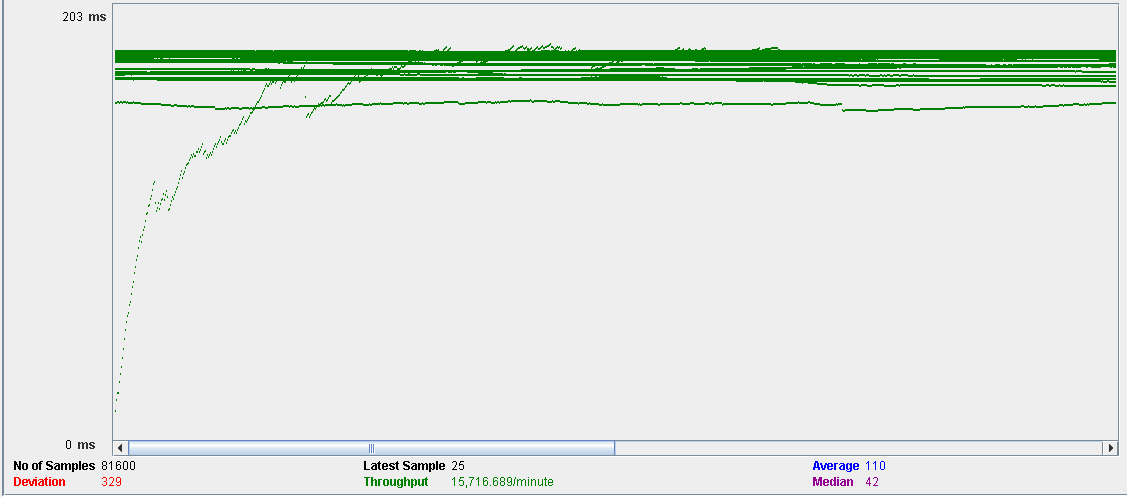 203 ms
0 ms
No of Samples 81600 Latest Sample 25 Average 110
Deviation 329 Throughput 15,716.689/minute Median 42